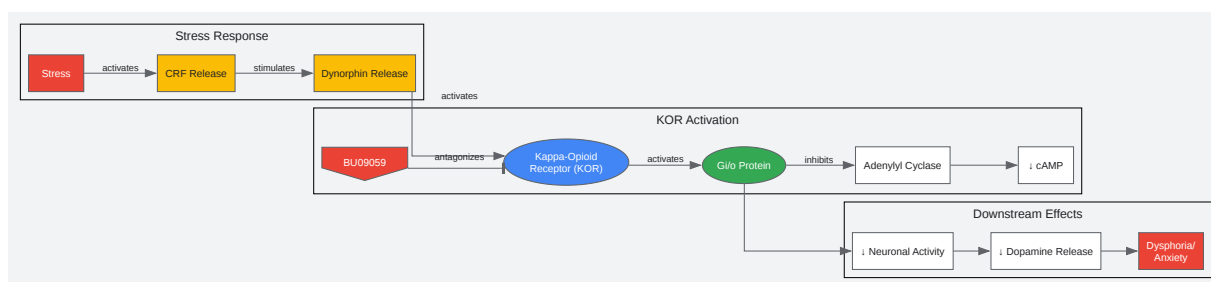 Stress Response
Stress
activates
CRF Release
stimulates
Dynorphin Release
activates
KOR Activation
BU09059
antagonizes
Kappa-Opioid
Receptor (KOR)
activates
Gi/o Protein
inhibits
Adenylyl Cyclase
↓ cAMP
Downstream Effects
↓ Neuronal Activity
↓ Dopamine Release
Dysphoria/
Anxiety